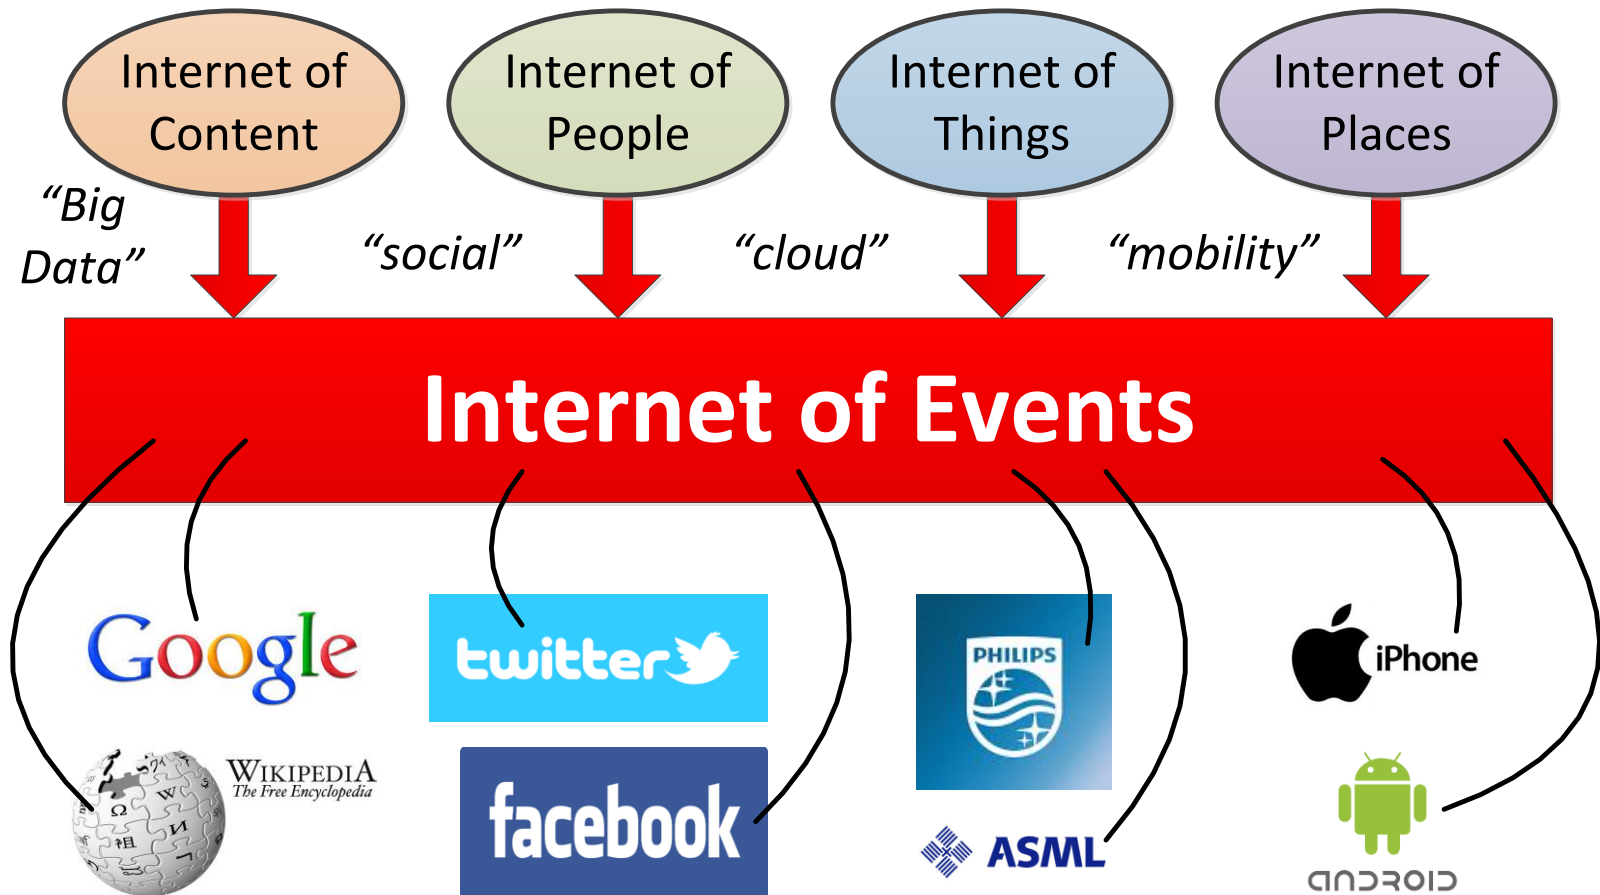 Internet of
Content
Internet of
People
Internet of
Things
Internet of
Places
“Big
Data”
“social”
“cloud”
“mobility”
Internet of Events
Google
twitter
PHILIPS
iPhone
WIKIPEDIA
The Free Encyclopedia
Ω
W
И
祖
facebook
ASML
ANDROID